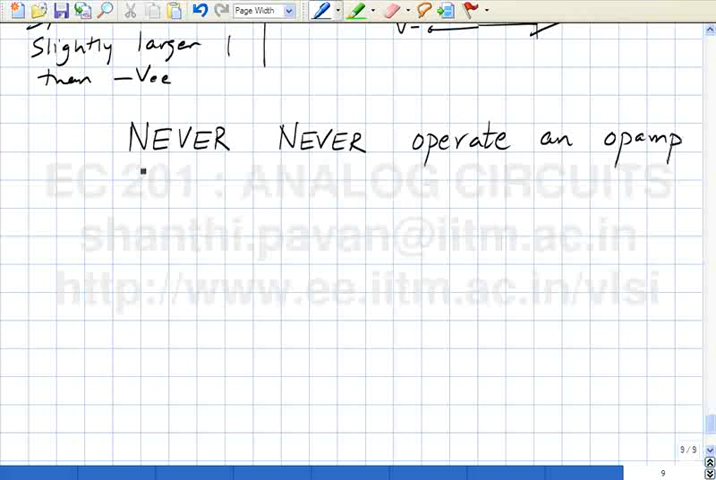 Page Width
V-
Slightly larger
than -Vee
NEVER NEVER operate an opamp
EC 201 : ANALOG CIRCUITS
shanthi.pavan@iitm.ac.in
http://www.ee.iitm.ac.in/vlsi
9/9
9